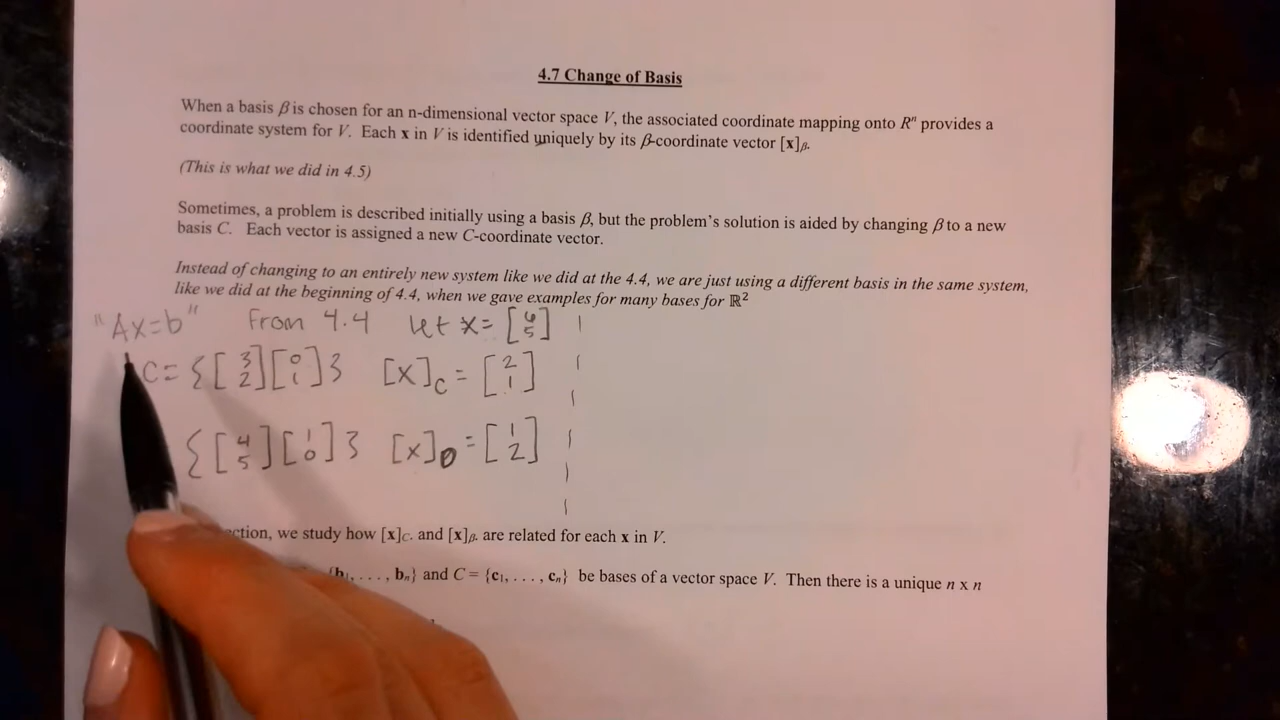 4.7 Change of Basis
When a basis β is chosen for an n-dimensional vector space V, the associated coordinate mapping onto Rⁿ provides a
coordinate system for V. Each x in V is identified uniquely by its β-coordinate vector [x]β.
(This is what we did in 4.5)
Sometimes, a problem is described initially using a basis β, but the problem's solution is aided by changing β to a new
basis C. Each vector is assigned a new C-coordinate vector.
Instead of changing to an entirely new system like we did at the 4.4, we are just using a different basis in the same system,
like we did at the beginning of 4.4, when we gave examples for many bases for ℝ²
"Ax=b" From 4.4 Let x = [6 5]
C = {[3 2][0 1]} [x]C = [2 1]
{[4 5][1 0]} [x]D = [1 2]
we study how [x]C. and [x]β. are related for each x in V.
, . . . , bₙ} and C = {c₁, . . . , cₙ} be bases of a vector space V. Then there is a unique n x n